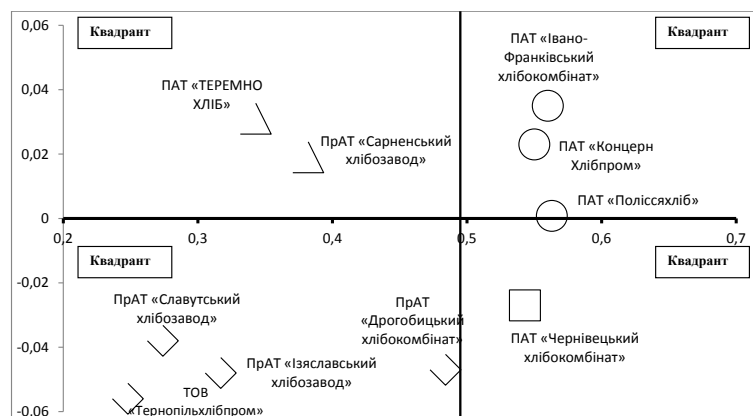 0,06
Квадрант
Квадрант
ПАТ «Івано-
Франківський
хлібокомбінат»
0,04
ПАТ «ТЕРЕМНО
ХЛІБ»
ПрАТ «Сарненський
хлібозавод»
ПАТ «Концерн
Хлібпром»
0,02
ПАТ «Поліссяхліб»
0
0,2
0,3
0,4
0,5
0,6
0,7
Квадрант
Квадрант
-0,02
ПрАТ «Славутський
хлібозавод»
ПрАТ
«Дрогобицький
хлібокомбінат»
ПАТ «Чернівецький
хлібокомбінат»
-0,04
ПрАТ «Ізяславський
хлібозавод»
ТОВ
«Тернопільхлібпром»
-0,06